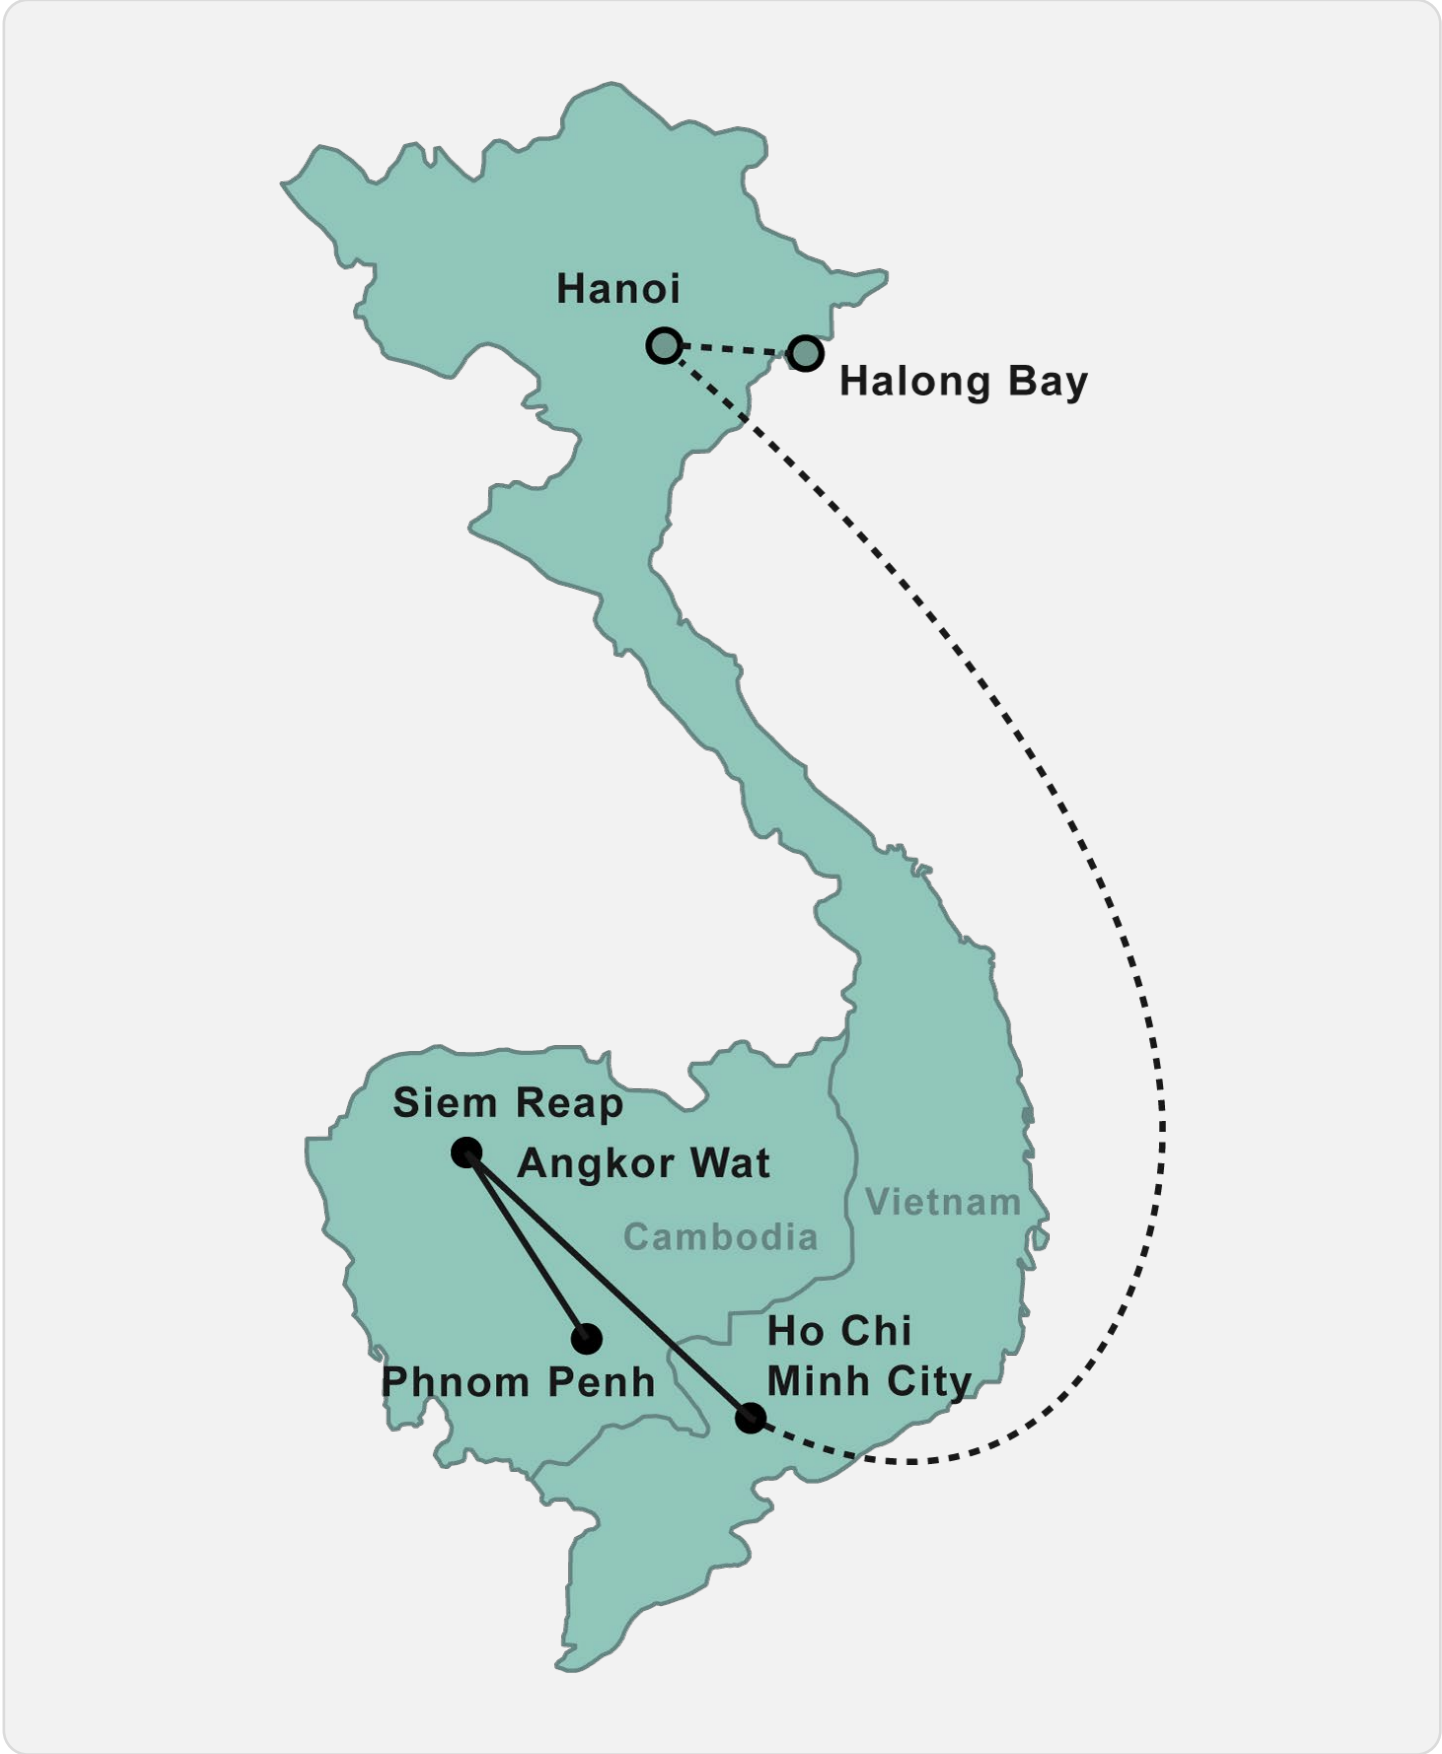 Hanoi
Halong Bay
Siem Reap
Angkor Wat
Vietnam
Cambodia
Ho Chi
Minh City
Phnom Penh